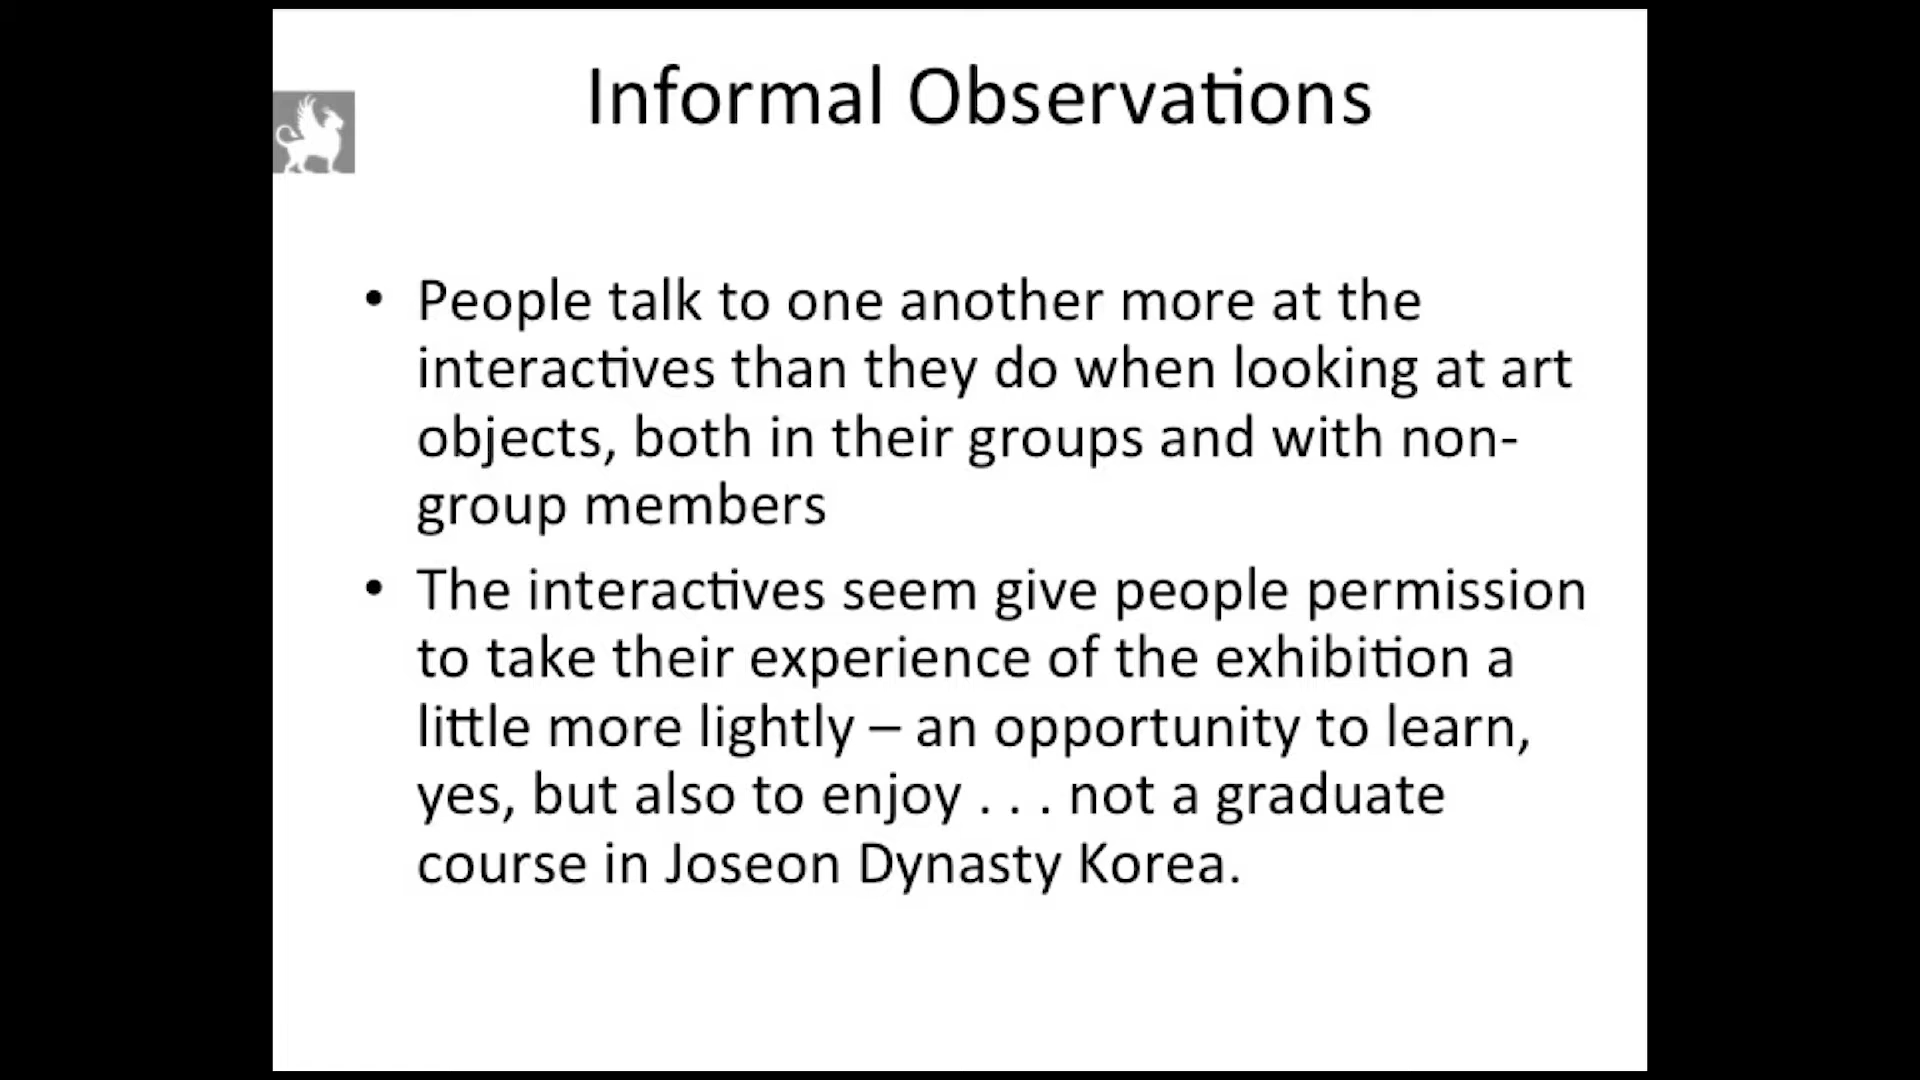 Informal Observations
• People talk to one another more at the
interactives than they do when looking at art
objects, both in their groups and with non-
group members
• The interactives seem give people permission
to take their experience of the exhibition a
little more lightly – an opportunity to learn,
yes, but also to enjoy . . . not a graduate
course in Joseon Dynasty Korea.